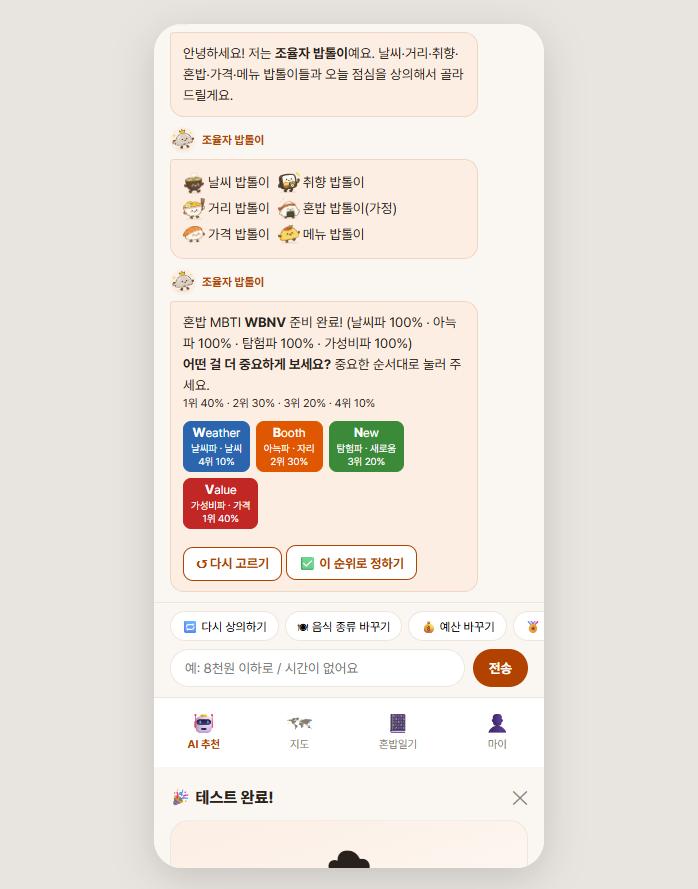 안녕하세요! 저는 조율자 밥톨이예요. 날씨·거리·취향·
혼밥·가격·메뉴 밥톨이들과 오늘 점심을 상의해서 골라
드릴게요.
조율자 밥톨이
날씨 밥톨이 취향 밥톨이
거리 밥톨이 혼밥 밥톨이(가정)
가격 밥톨이 메뉴 밥톨이
조율자 밥톨이
혼밥 MBTI WBNV 준비 완료! (날씨파 100% · 아늑
파 100% · 탐험파 100% · 가성비파 100%)
어떤 걸 더 중요하게 보세요? 중요한 순서대로 눌러 주
세요.
1위 40% · 2위 30% · 3위 20% · 4위 10%
Weather
날씨파 · 날씨
4위 10%
Booth
아늑파 · 자리
2위 30%
New
탐험파 · 새로움
3위 20%
Value
가성비파 · 가격
1위 40%
↺ 다시 고르기
✅ 이 순위로 정하기
다시 상의하기
음식 종류 바꾸기
예산 바꾸기
예: 8천원 이하로 / 시간이 없어요
전송
AI 추천
지도
혼밥일기
마이
테스트 완료!